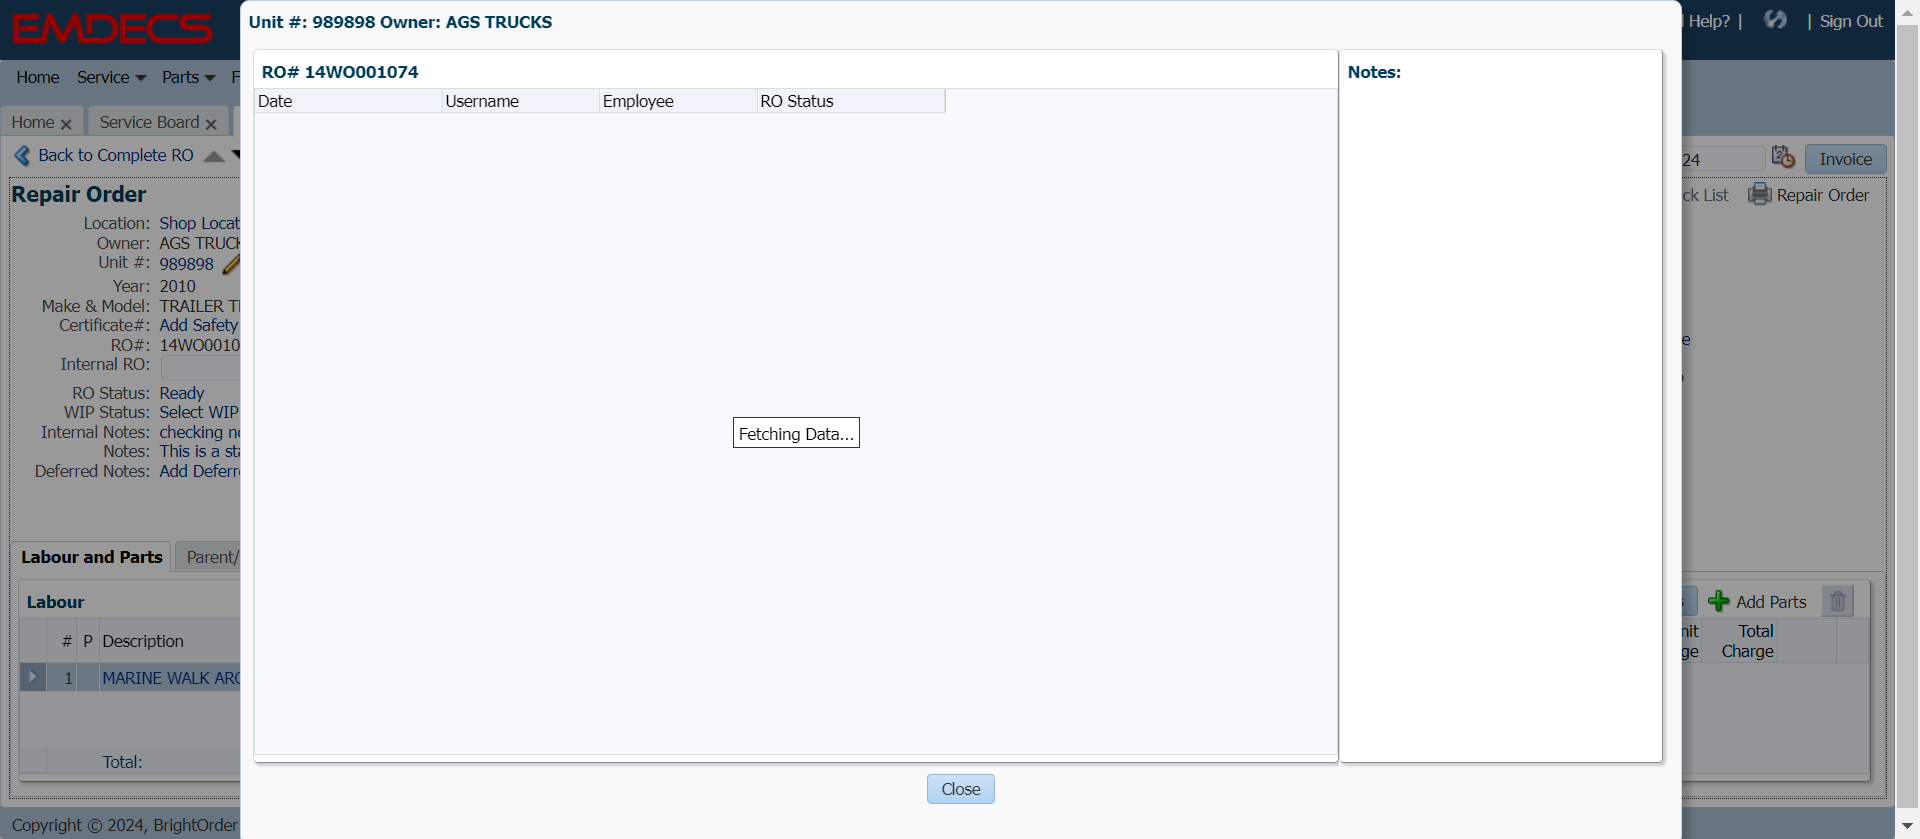 EMDECS
Help? |
| Sign Out
Home Service Parts F
Home
Service Board
Back to Complete RO
24
Invoice
Repair Order
ck List
Repair Order
Location: Shop Locat
Owner: AGS TRUCK
Unit #: 989898
Year: 2010
Make & Model: TRAILER T
Certificate#: Add Safety
RO#: 14WO0010
Internal RO:
RO Status: Ready
WIP Status: Select WIP
Internal Notes: checking no
Notes: This is a sta
Deferred Notes: Add Deferr
Labour and Parts
Parent/
Labour
# P Description
1 MARINE WALK ARO
Total:
Add Parts
nit
ge
Total
Charge
Copyright © 2024, BrightOrder
Unit #: 989898 Owner: AGS TRUCKS
RO# 14WO001074
Date Username Employee RO Status
Fetching Data...
Notes:
Close